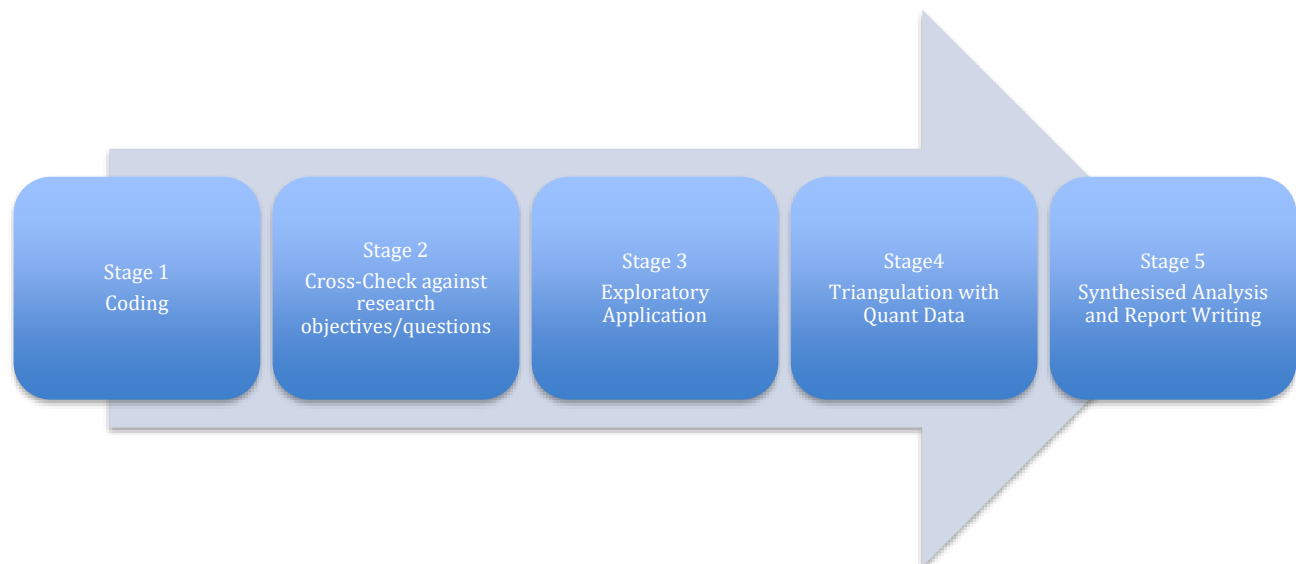 Stage 1
Coding
Stage 2
Cross-Check against
research
objectives/questions
Stage 3
Exploratory
Application
Stage4
Triangulation with
Quant Data
Stage 5
Synthesised Analysis
and Report Writing